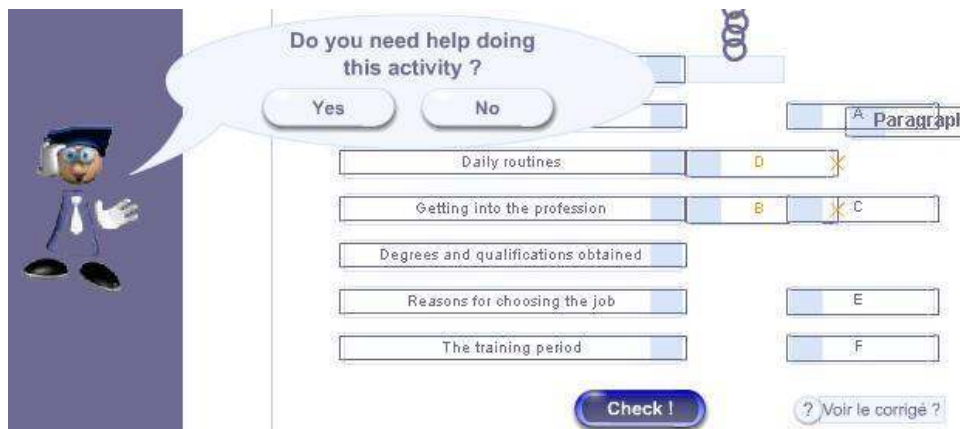 Do you need help doing
this activity ?
Yes No
A Paragraph
Daily routines D
Getting into the profession B C
Degrees and qualifications obtained
Reasons for choosing the job E
The training period F
Check !
? Voir le corrigé ?